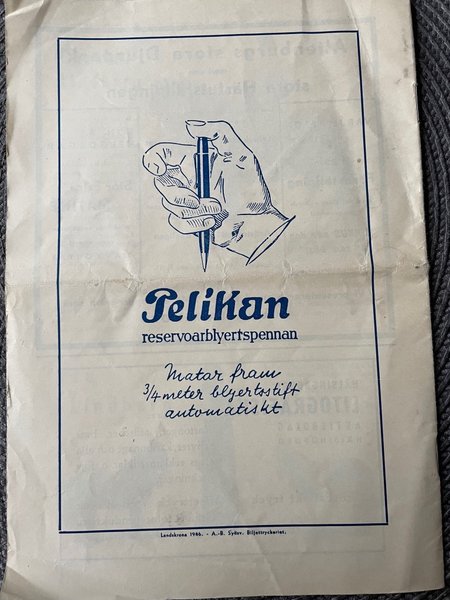 Pelikan
reservoarblyertspennan
Matar fram
3/4 meter blyertsstift
automatiskt
Landskrona 1946. - A.-B. Sydsv. Biljettryckeriet.